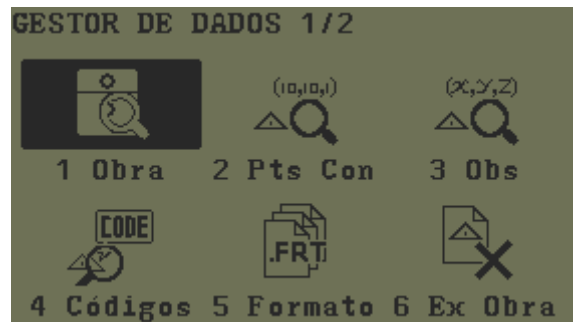 GESTOR DE DADOS 1/2
(10,10,1)
(X,Y,Z)
1 Obra 2 Pts Con 3 Obs
CODE
.FRT
4 Códigos 5 Formato 6 Ex Obra